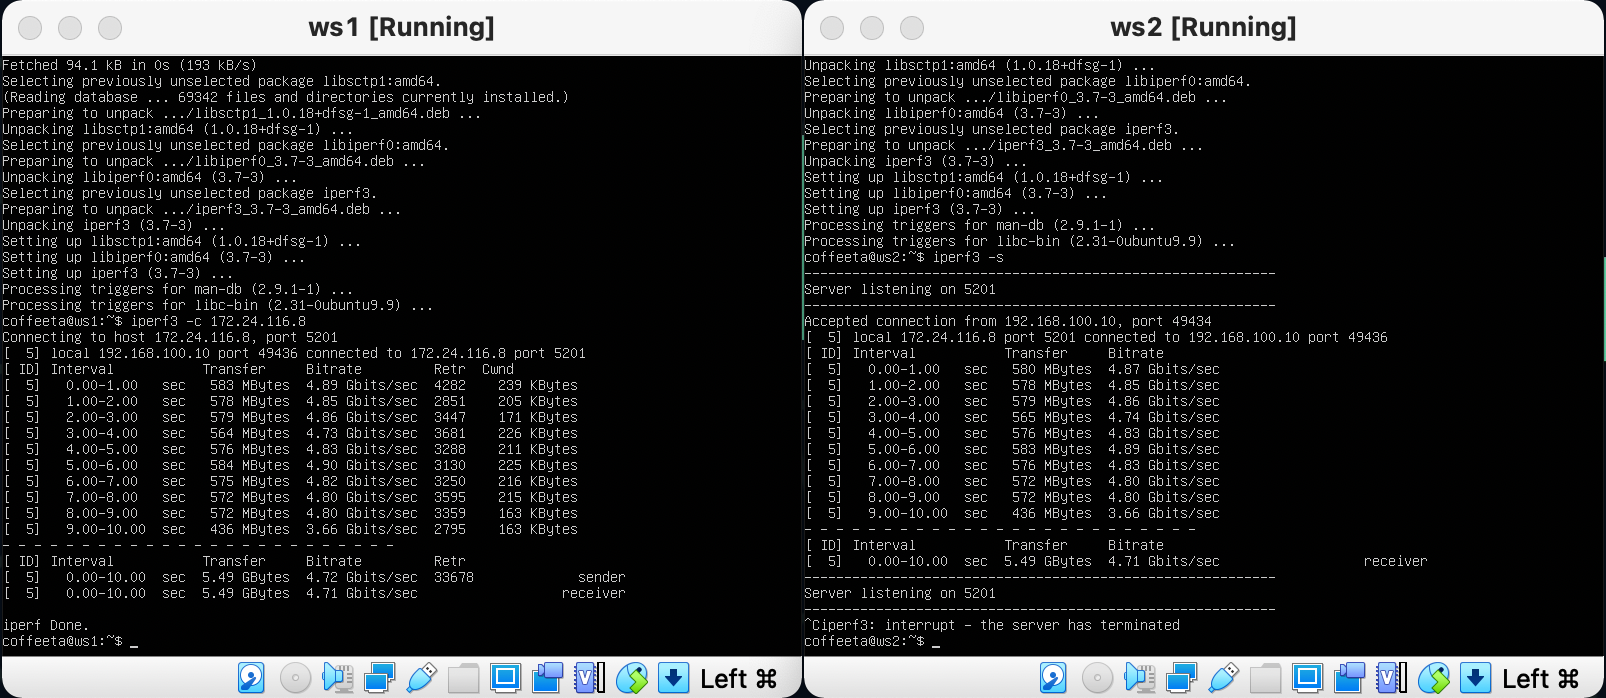 ws1 [Running]
Fetched 94.1 kB in 0s (193 kB/s)
Selecting previously unselected package libsctp1:amd64.
(Reading database ... 69342 files and directories currently installed.)
Preparing to unpack .../libsctp1_1.0.18+dfsg-1_amd64.deb ...
Unpacking libsctp1:amd64 (1.0.18+dfsg-1) ...
Selecting previously unselected package libiperf0:amd64.
Preparing to unpack .../libiperf0_3.7-3_amd64.deb ...
Unpacking libiperf0:amd64 (3.7-3) ...
Selecting previously unselected package iperf3.
Preparing to unpack .../iperf3_3.7-3_amd64.deb ...
Unpacking iperf3 (3.7-3) ...
Setting up libsctp1:amd64 (1.0.18+dfsg-1) ...
Setting up libiperf0:amd64 (3.7-3) ...
Setting up iperf3 (3.7-3) ...
Processing triggers for man-db (2.9.1-1) ...
Processing triggers for libc-bin (2.31-0ubuntu9.9) ...
coffeeta@ws1:~$ iperf3 -c 172.24.116.8
Connecting to host 172.24.116.8, port 5201
[  5] local 192.168.100.10 port 49436 connected to 172.24.116.8 port 5201
[ ID] Interval           Transfer     Bitrate         Retr  Cwnd
[  5]   0.00-1.00   sec   583 MBytes  4.89 Gbits/sec  4282    239 KBytes
[  5]   1.00-2.00   sec   578 MBytes  4.85 Gbits/sec  2851    205 KBytes
[  5]   2.00-3.00   sec   579 MBytes  4.86 Gbits/sec  3447    171 KBytes
[  5]   3.00-4.00   sec   564 MBytes  4.73 Gbits/sec  3681    226 KBytes
[  5]   4.00-5.00   sec   576 MBytes  4.83 Gbits/sec  3288    211 KBytes
[  5]   5.00-6.00   sec   584 MBytes  4.90 Gbits/sec  3130    225 KBytes
[  5]   6.00-7.00   sec   575 MBytes  4.82 Gbits/sec  3250    216 KBytes
[  5]   7.00-8.00   sec   572 MBytes  4.80 Gbits/sec  3595    215 KBytes
[  5]   8.00-9.00   sec   572 MBytes  4.80 Gbits/sec  3359    163 KBytes
[  5]   9.00-10.00  sec   436 MBytes  3.66 Gbits/sec  2795    163 KBytes
- - - - - - - - - - - - - - - - - - - - - - - - -
[ ID] Interval           Transfer     Bitrate         Retr
[  5]   0.00-10.00  sec  5.49 GBytes  4.72 Gbits/sec  33678             sender
[  5]   0.00-10.00  sec  5.49 GBytes  4.71 Gbits/sec                  receiver
iperf Done.
coffeeta@ws1:~$ _
Left ⌘
ws2 [Running]
Unpacking libsctp1:amd64 (1.0.18+dfsg-1) ...
Selecting previously unselected package libiperf0:amd64.
Preparing to unpack .../libiperf0_3.7-3_amd64.deb ...
Unpacking libiperf0:amd64 (3.7-3) ...
Selecting previously unselected package iperf3.
Preparing to unpack .../iperf3_3.7-3_amd64.deb ...
Unpacking iperf3 (3.7-3) ...
Setting up libsctp1:amd64 (1.0.18+dfsg-1) ...
Setting up libiperf0:amd64 (3.7-3) ...
Setting up iperf3 (3.7-3) ...
Processing triggers for man-db (2.9.1-1) ...
Processing triggers for libc-bin (2.31-0ubuntu9.9) ...
coffeeta@ws2:~$ iperf3 -s
-----------------------------------------------------------
Server listening on 5201
-----------------------------------------------------------
Accepted connection from 192.168.100.10, port 49434
[  5] local 172.24.116.8 port 5201 connected to 192.168.100.10 port 49436
[ ID] Interval           Transfer     Bitrate
[  5]   0.00-1.00   sec   580 MBytes  4.87 Gbits/sec
[  5]   1.00-2.00   sec   578 MBytes  4.85 Gbits/sec
[  5]   2.00-3.00   sec   579 MBytes  4.86 Gbits/sec
[  5]   3.00-4.00   sec   565 MBytes  4.74 Gbits/sec
[  5]   4.00-5.00   sec   576 MBytes  4.83 Gbits/sec
[  5]   5.00-6.00   sec   583 MBytes  4.89 Gbits/sec
[  5]   6.00-7.00   sec   576 MBytes  4.83 Gbits/sec
[  5]   7.00-8.00   sec   572 MBytes  4.80 Gbits/sec
[  5]   8.00-9.00   sec   572 MBytes  4.80 Gbits/sec
[  5]   9.00-10.00  sec   436 MBytes  3.66 Gbits/sec
- - - - - - - - - - - - - - - - - - - - - - - - -
[ ID] Interval           Transfer     Bitrate
[  5]   0.00-10.00  sec  5.49 GBytes  4.71 Gbits/sec                  receiver
-----------------------------------------------------------
Server listening on 5201
-----------------------------------------------------------
^Ciperf3: interrupt - the server has terminated
coffeeta@ws2:~$ _
Left ⌘